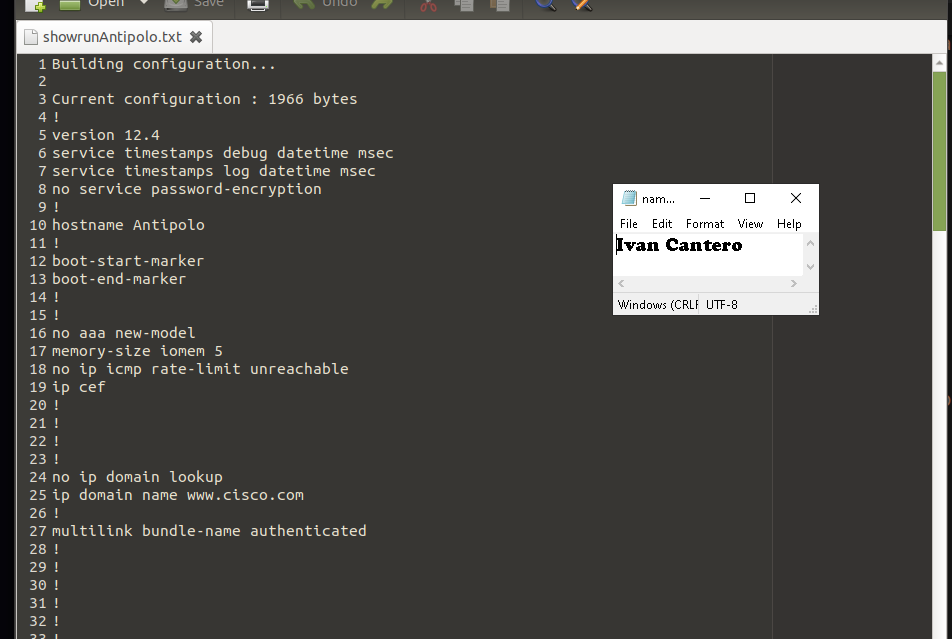 Open Save Undo
showrunAntipolo.txt
1 Building configuration...
2
3 Current configuration : 1966 bytes
4 !
5 version 12.4
6 service timestamps debug datetime msec
7 service timestamps log datetime msec
8 no service password-encryption
9 !
10 hostname Antipolo
11 !
12 boot-start-marker
13 boot-end-marker
14 !
15 !
16 no aaa new-model
17 memory-size iomem 5
18 no ip icmp rate-limit unreachable
19 ip cef
20 !
21 !
22 !
23 !
24 no ip domain lookup
25 ip domain name www.cisco.com
26 !
27 multilink bundle-name authenticated
28 !
29 !
30 !
31 !
32 !
33 !
nam...
File Edit Format View Help
Ivan Cantero
Windows (CRLF UTF-8